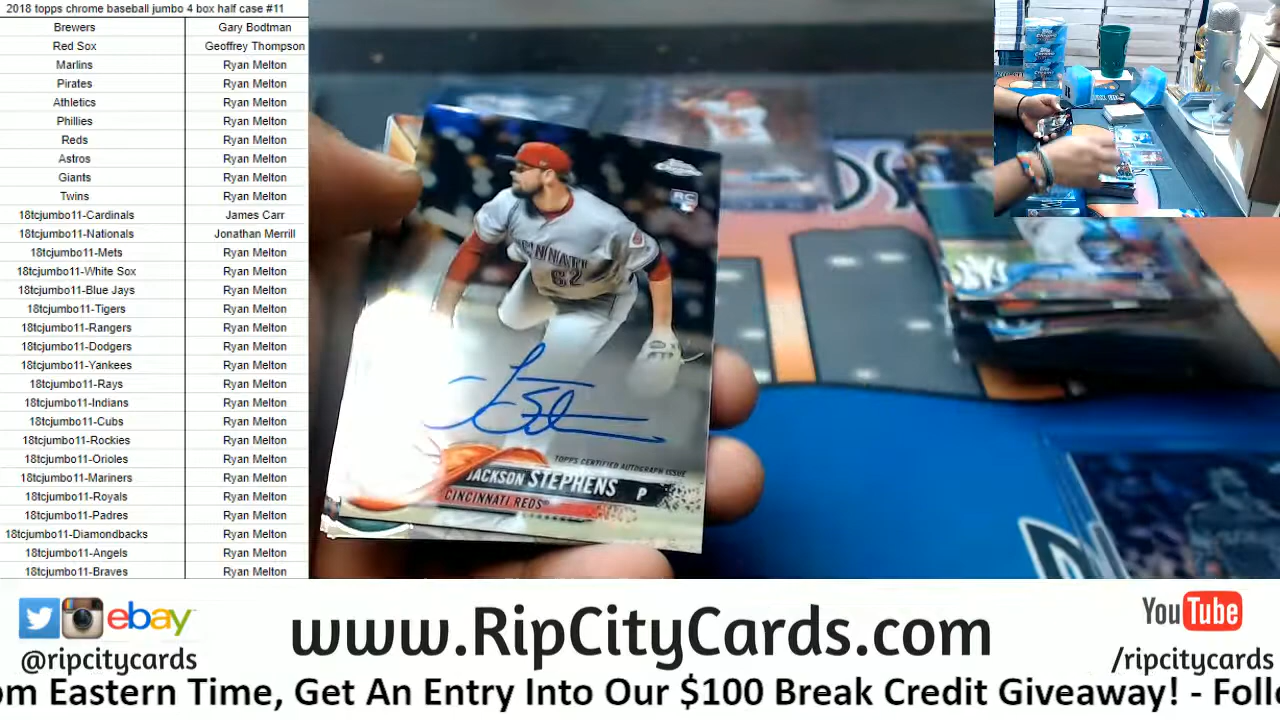 2018 topps chrome baseball jumbo 4 box half case #11
Brewers Gary Bodtman
Red Sox Geoffrey Thompson
Marlins Ryan Melton
Pirates Ryan Melton
Athletics Ryan Melton
Phillies Ryan Melton
Reds Ryan Melton
Astros Ryan Melton
Giants Ryan Melton
Twins Ryan Melton
18tcjumbo11-Cardinals James Carr
18tcjumbo11-Nationals Jonathan Merrill
18tcjumbo11-Mets Ryan Melton
18tcjumbo11-White Sox Ryan Melton
18tcjumbo11-Blue Jays Ryan Melton
18tcjumbo11-Tigers Ryan Melton
18tcjumbo11-Rangers Ryan Melton
18tcjumbo11-Dodgers Ryan Melton
18tcjumbo11-Yankees Ryan Melton
18tcjumbo11-Rays Ryan Melton
18tcjumbo11-Indians Ryan Melton
18tcjumbo11-Cubs Ryan Melton
18tcjumbo11-Rockies Ryan Melton
18tcjumbo11-Orioles Ryan Melton
18tcjumbo11-Mariners Ryan Melton
18tcjumbo11-Royals Ryan Melton
18tcjumbo11-Padres Ryan Melton
18tcjumbo11-Diamondbacks Ryan Melton
18tcjumbo11-Angels Ryan Melton
18tcjumbo11-Braves Ryan Melton
RC
CINCINNATI
62
TOPPS CERTIFIED AUTOGRAPH ISSUE
JACKSON STEPHENS P
CINCINNATI REDS
DS
ebay
@ripcitycards
www.RipCityCards.com
YouTube
/ripcitycards
om Eastern Time, Get An Entry Into Our $100 Break Credit Giveaway! - Follo